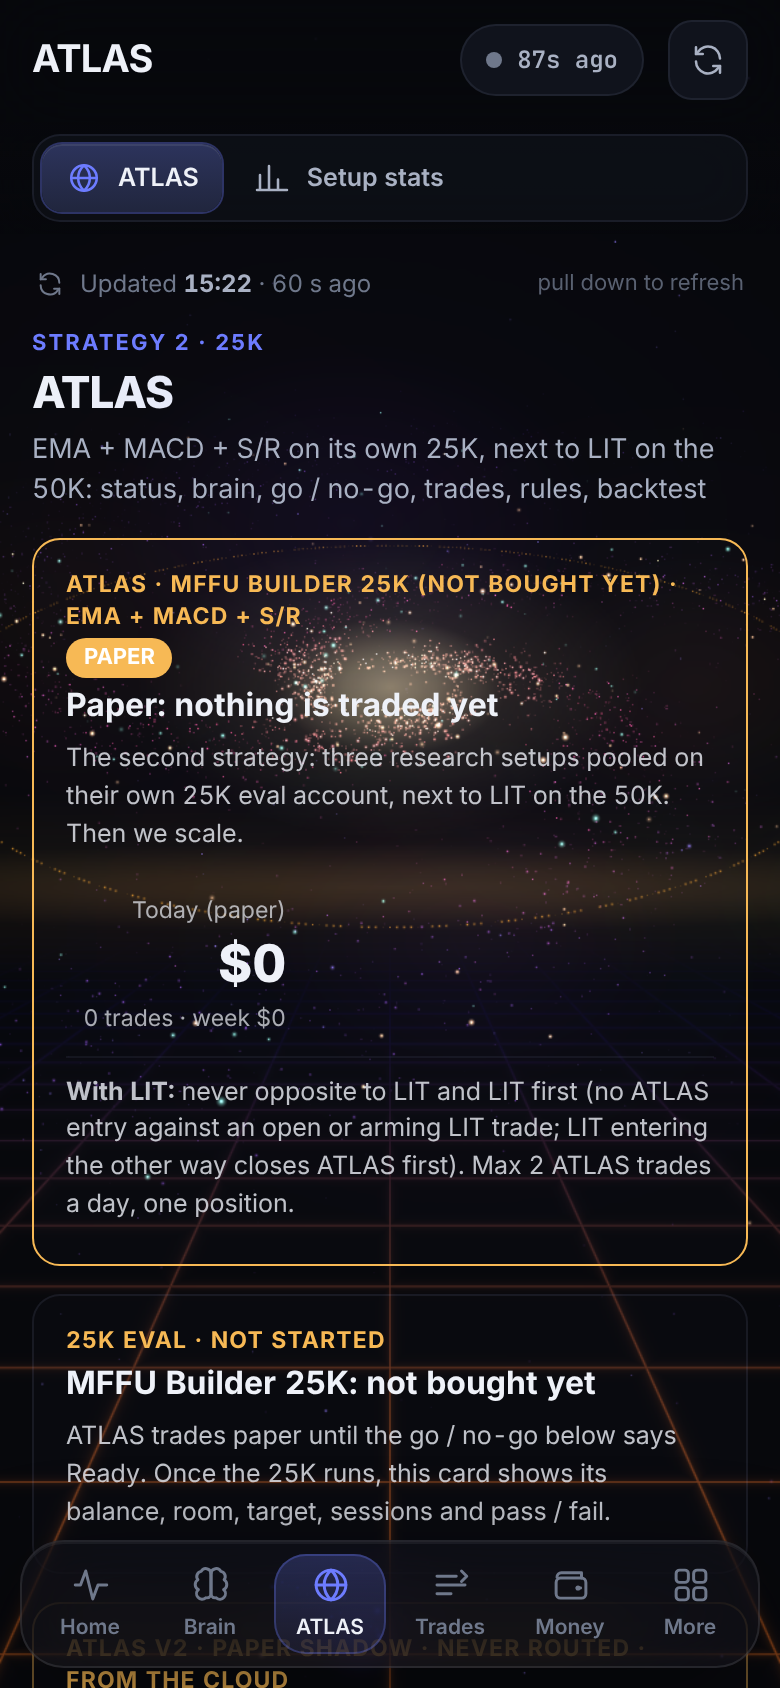 ATLAS
87s ago
ATLAS
Setup stats
Updated 15:22 · 60 s ago
pull down to refresh
STRATEGY 2 · 25K
ATLAS
EMA + MACD + S/R on its own 25K, next to LIT on the
50K: status, brain, go / no-go, trades, rules, backtest
ATLAS · MFFU BUILDER 25K (NOT BOUGHT YET) ·
EMA + MACD + S/R
PAPER
Paper: nothing is traded yet
The second strategy: three research setups pooled on
their own 25K eval account, next to LIT on the 50K.
Then we scale.
Today (paper)
$0
0 trades · week $0
With LIT: never opposite to LIT and LIT first (no ATLAS
entry against an open or arming LIT trade; LIT entering
the other way closes ATLAS first). Max 2 ATLAS trades
a day, one position.
25K EVAL · NOT STARTED
MFFU Builder 25K: not bought yet
ATLAS trades paper until the go / no-go below says
Ready. Once the 25K runs, this card shows its
balance, room, target, sessions and pass / fail.
Home
Brain
ATLAS
Trades
Money
More
ATLAS V2 · PAPER SHADOW · NEVER ROUTED ·
FROM THE CLOUD